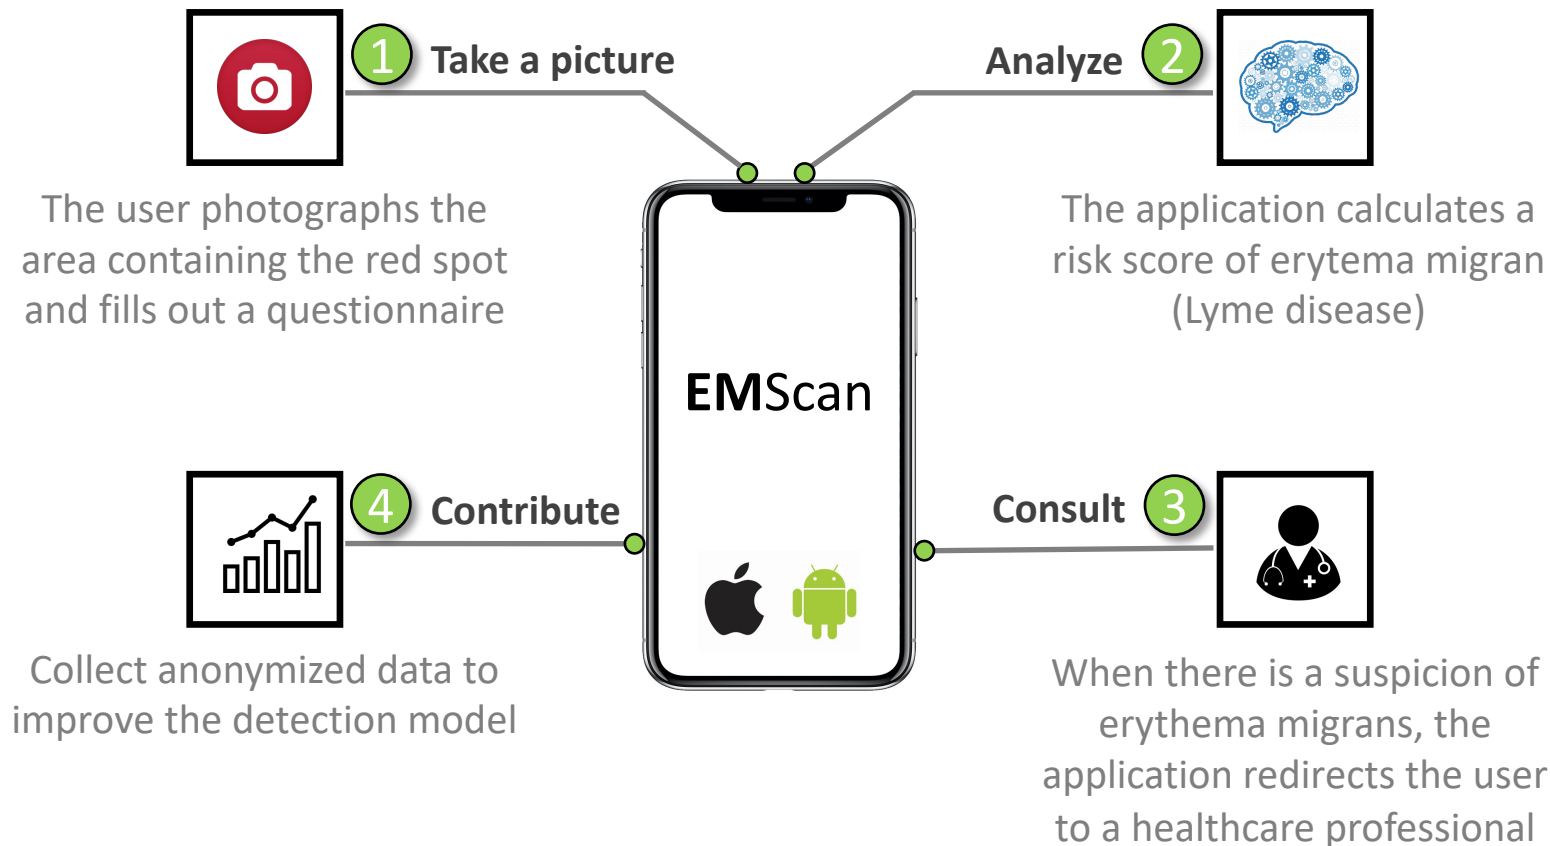 1 Take a picture
The user photographs the
area containing the red spot
and fills out a questionnaire
Analyze 2
The application calculates a
risk score of erytema migran
(Lyme disease)
EMScan
Consult 3
When there is a suspicion of
erythema migrans, the
application redirects the user
to a healthcare professional
4 Contribute
Collect anonymized data to
improve the detection model